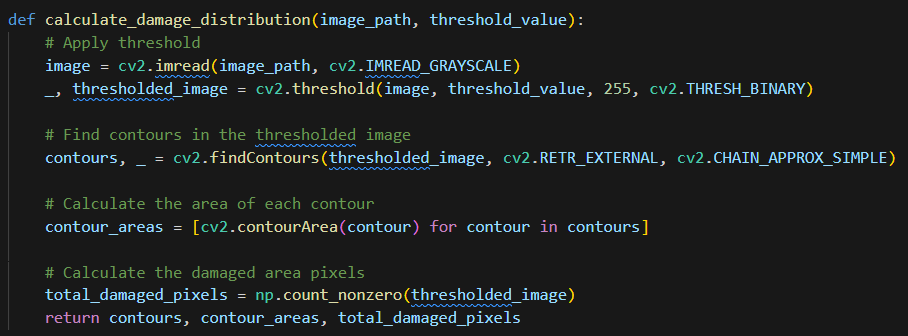 def calculate_damage_distribution(image_path, threshold_value):
    # Apply threshold
    image = cv2.imread(image_path, cv2.IMREAD_GRAYSCALE)
    _, thresholded_image = cv2.threshold(image, threshold_value, 255, cv2.THRESH_BINARY)

    # Find contours in the thresholded image
    contours, _ = cv2.findContours(thresholded_image, cv2.RETR_EXTERNAL, cv2.CHAIN_APPROX_SIMPLE)

    # Calculate the area of each contour
    contour_areas = [cv2.contourArea(contour) for contour in contours]

    # Calculate the damaged area pixels
    total_damaged_pixels = np.count_nonzero(thresholded_image)
    return contours, contour_areas, total_damaged_pixels